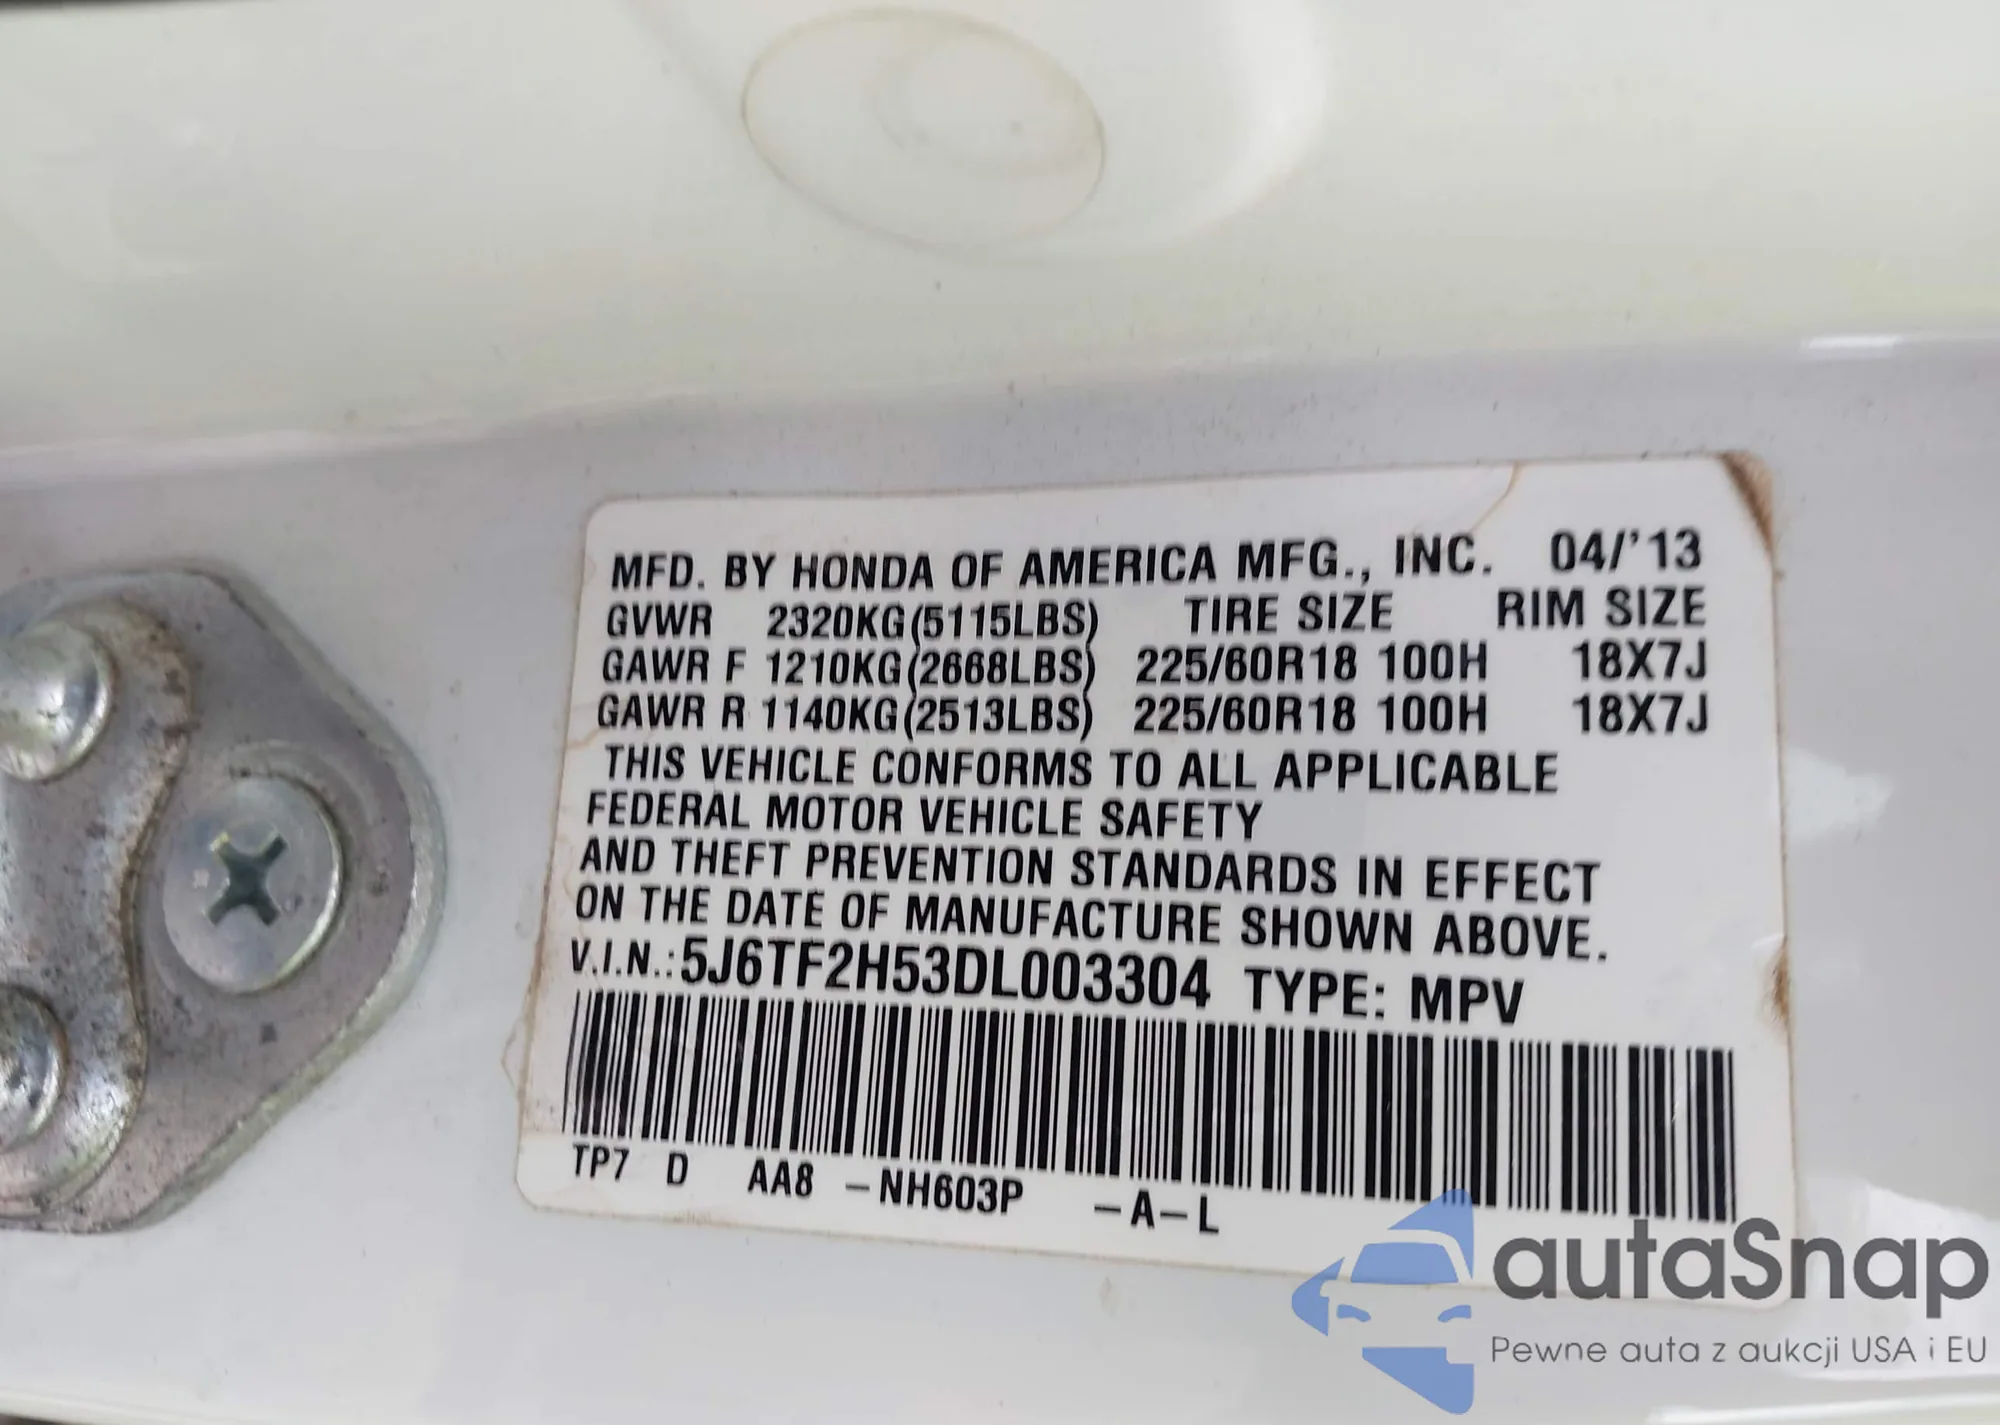 MFD. BY HONDA OF AMERICA MFG., INC. 04/'13
GVWR 2320KG(5115LBS) TIRE SIZE RIM SIZE
GAWR F 1210KG(2668LBS) 225/60R18 100H 18X7J
GAWR R 1140KG(2513LBS) 225/60R18 100H 18X7J
THIS VEHICLE CONFORMS TO ALL APPLICABLE
FEDERAL MOTOR VEHICLE SAFETY
AND THEFT PREVENTION STANDARDS IN EFFECT
ON THE DATE OF MANUFACTURE SHOWN ABOVE.
V.I.N.:5J6TF2H53DL003304 TYPE: MPV
TP7 D AA8 -NH603P -A-L
autaSnap
Pewne auta z aukcji USA i EU